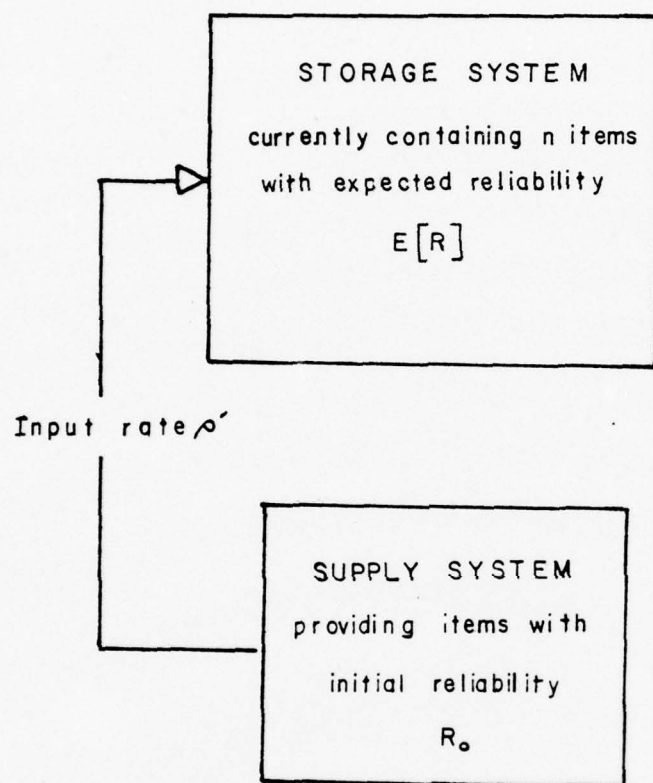 STORAGE SYSTEM
currently containing n items
with expected reliability
E[R]
Input rate ρ′
SUPPLY SYSTEM
providing items with
initial reliability
R₀